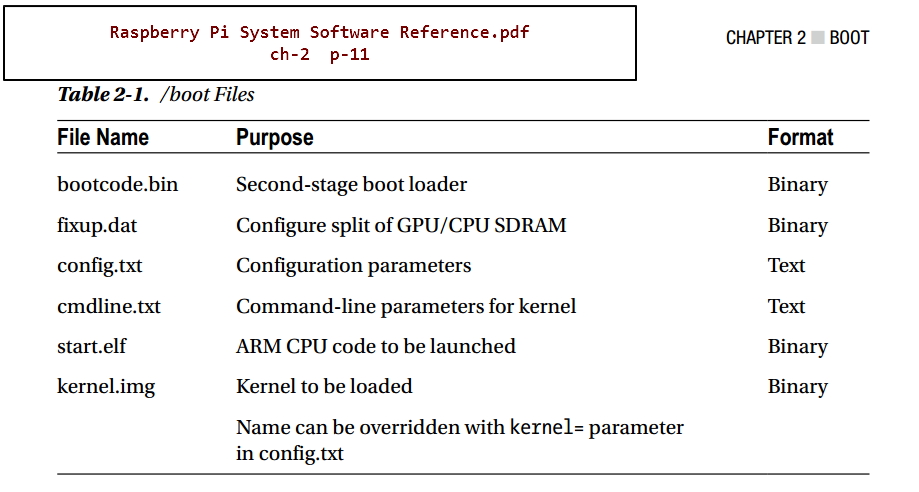 Raspberry Pi System Software Reference.pdf
ch-2 p-11
CHAPTER 2 ■ BOOT
Table 2-1. /boot Files
File Name Purpose Format
bootcode.bin Second-stage boot loader Binary
fixup.dat Configure split of GPU/CPU SDRAM Binary
config.txt Configuration parameters Text
cmdline.txt Command-line parameters for kernel Text
start.elf ARM CPU code to be launched Binary
kernel.img Kernel to be loaded Binary
Name can be overridden with kernel= parameter
in config.txt